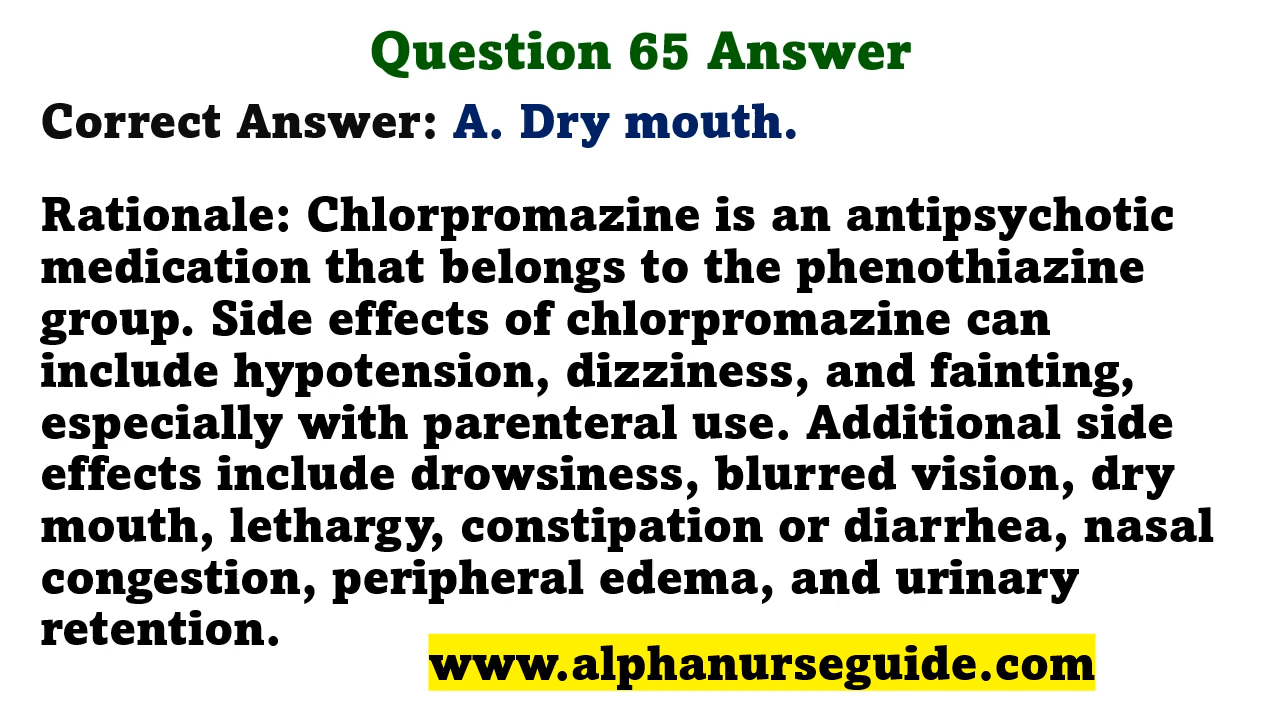 Question 65 Answer
Correct Answer: A. Dry mouth.
Rationale: Chlorpromazine is an antipsychotic
medication that belongs to the phenothiazine
group. Side effects of chlorpromazine can
include hypotension, dizziness, and fainting,
especially with parenteral use. Additional side
effects include drowsiness, blurred vision, dry
mouth, lethargy, constipation or diarrhea, nasal
congestion, peripheral edema, and urinary
retention.
www.alphanurseguide.com